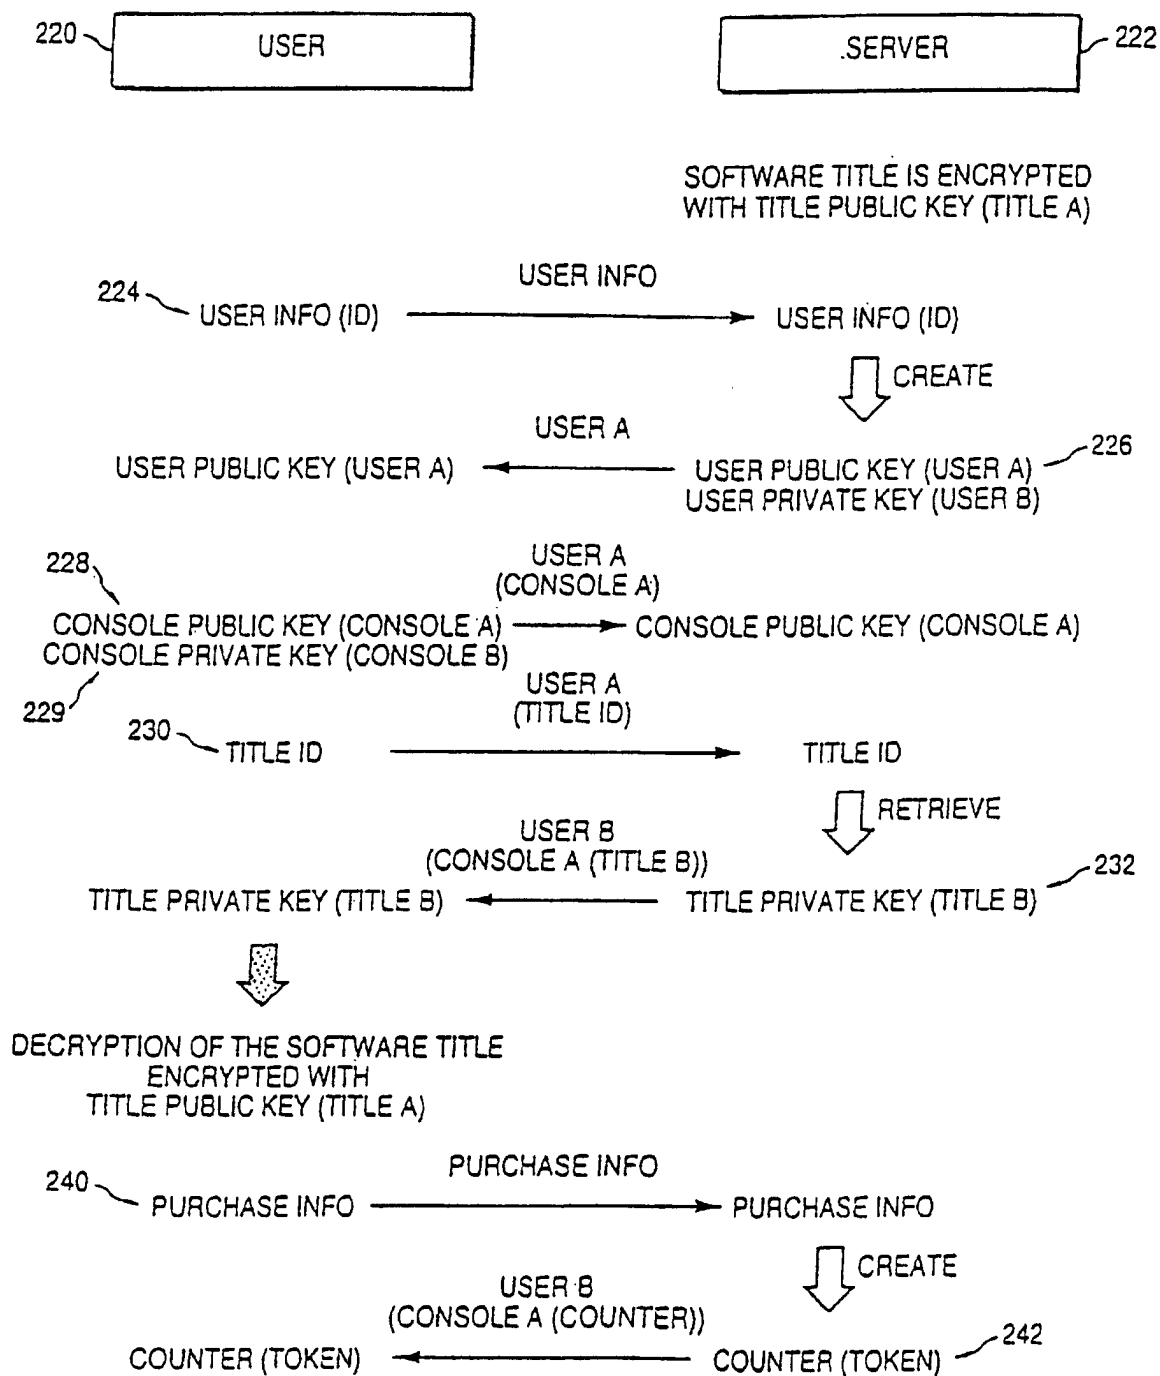 220
USER
.SERVER
222
SOFTWARE TITLE IS ENCRYPTED
WITH TITLE PUBLIC KEY (TITLE A)
USER INFO
224
USER INFO (ID)
USER INFO (ID)
CREATE
USER A
226
USER PUBLIC KEY (USER A)
USER PUBLIC KEY (USER A)
USER PRIVATE KEY (USER B)
USER A
(CONSOLE A)
228
CONSOLE PUBLIC KEY (CONSOLE A)
CONSOLE PUBLIC KEY (CONSOLE A)
CONSOLE PRIVATE KEY (CONSOLE B)
229
USER A
(TITLE ID)
230
TITLE ID
TITLE ID
RETRIEVE
USER B
(CONSOLE A (TITLE B))
232
TITLE PRIVATE KEY (TITLE B)
TITLE PRIVATE KEY (TITLE B)
DECRYPTION OF THE SOFTWARE TITLE
ENCRYPTED WITH
TITLE PUBLIC KEY (TITLE A)
PURCHASE INFO
240
PURCHASE INFO
PURCHASE INFO
CREATE
USER B
(CONSOLE A (COUNTER))
242
COUNTER (TOKEN)
COUNTER (TOKEN)